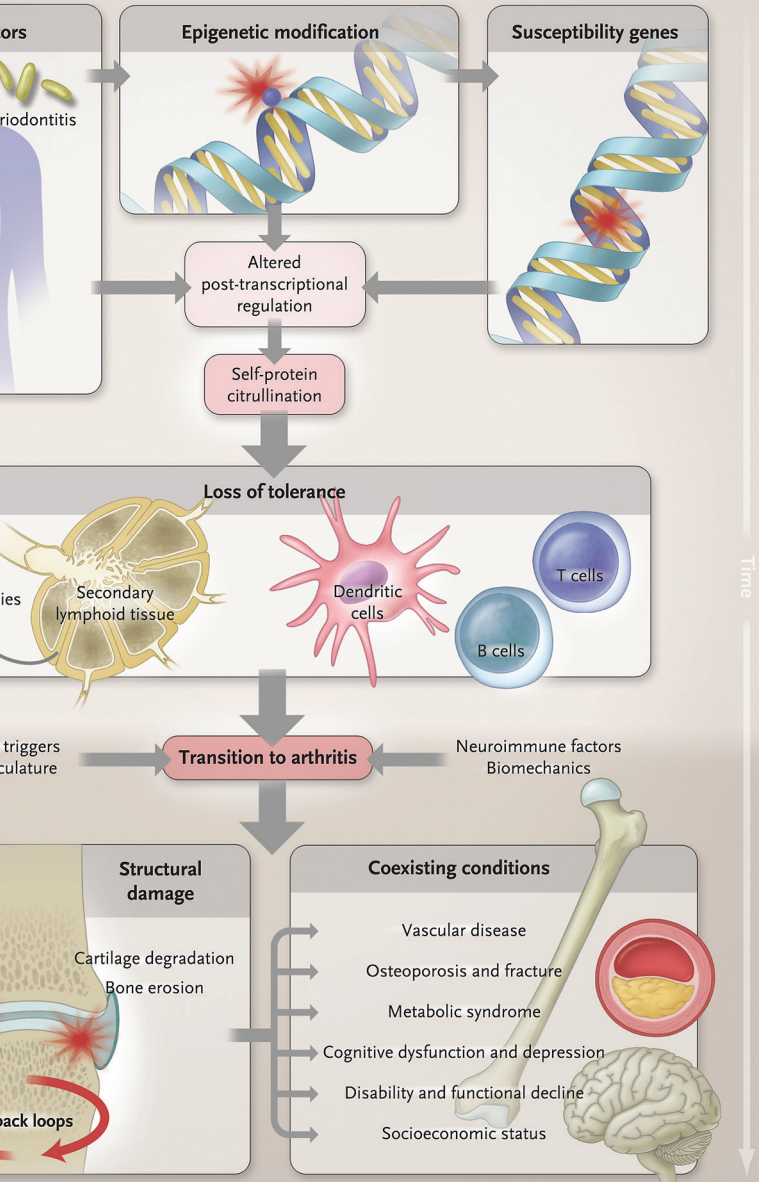 tors
Epigenetic modification
Susceptibility genes
riodontitis
Altered
post-transcriptional
regulation
Self-protein
citrullination
Loss of tolerance
T cells
Dendritic
cells
Secondary
lymphoid tissue
ies
B cells
Time
triggers
culature
Transition to arthritis
Neuroimmune factors
Biomechanics
Structural
damage
Cartilage degradation
Bone erosion
back loops
Coexisting conditions
Vascular disease
Osteoporosis and fracture
Metabolic syndrome
Cognitive dysfunction and depression
Disability and functional decline
Socioeconomic status